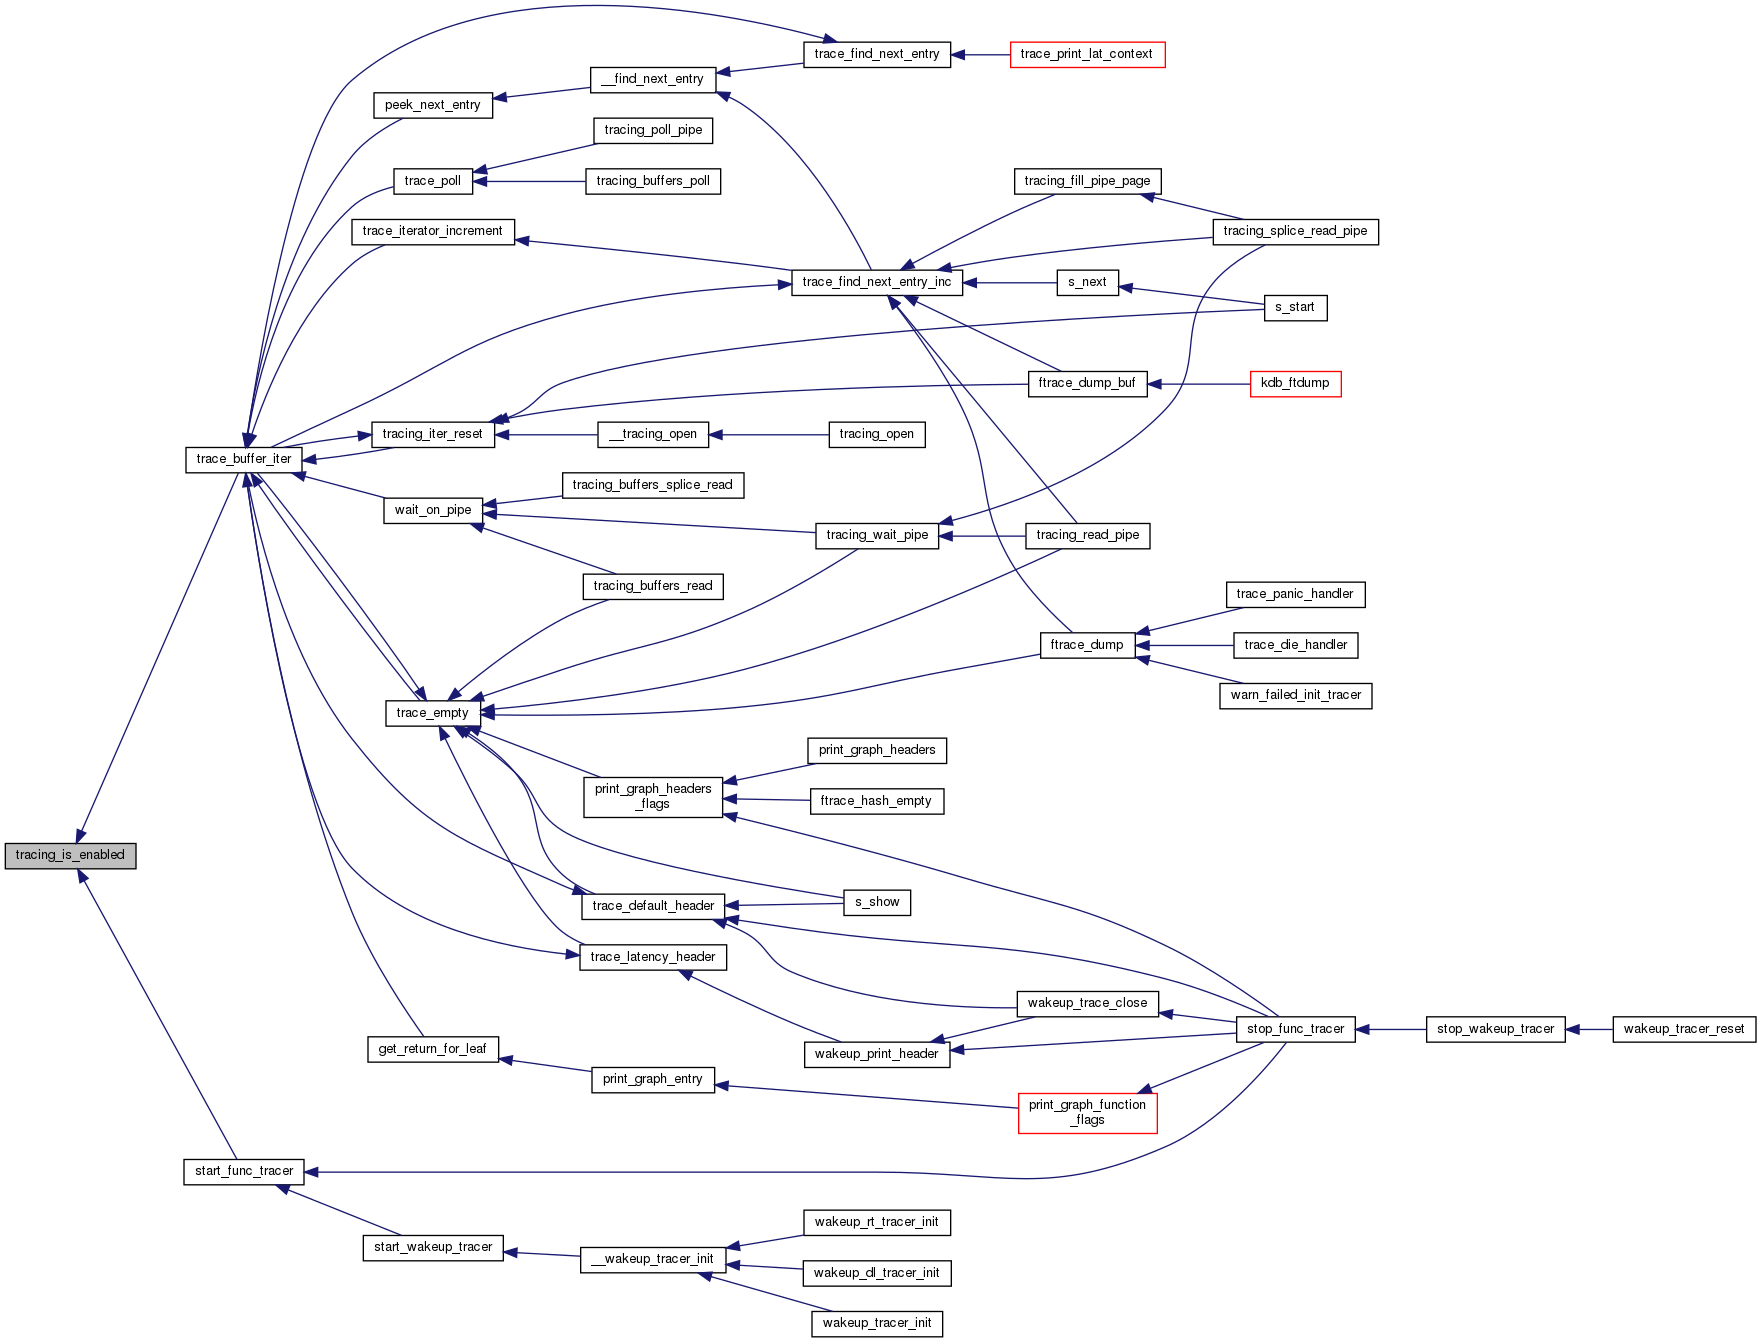 trace_find_next_entry
trace_print_lat_context
__find_next_entry
peek_next_entry
tracing_poll_pipe
trace_poll
tracing_buffers_poll
tracing_fill_pipe_page
trace_iterator_increment
tracing_splice_read_pipe
trace_find_next_entry_inc
s_next
s_start
ftrace_dump_buf
kdb_ftdump
tracing_iter_reset
__tracing_open
tracing_open
trace_buffer_iter
tracing_buffers_splice_read
wait_on_pipe
tracing_wait_pipe
tracing_read_pipe
tracing_buffers_read
trace_panic_handler
ftrace_dump
trace_die_handler
warn_failed_init_tracer
trace_empty
print_graph_headers
print_graph_headers
_flags
ftrace_hash_empty
tracing_is_enabled
trace_default_header
s_show
trace_latency_header
wakeup_trace_close
stop_func_tracer
stop_wakeup_tracer
wakeup_tracer_reset
get_return_for_leaf
wakeup_print_header
print_graph_entry
print_graph_function
_flags
start_func_tracer
wakeup_rt_tracer_init
start_wakeup_tracer
__wakeup_tracer_init
wakeup_dl_tracer_init
wakeup_tracer_init